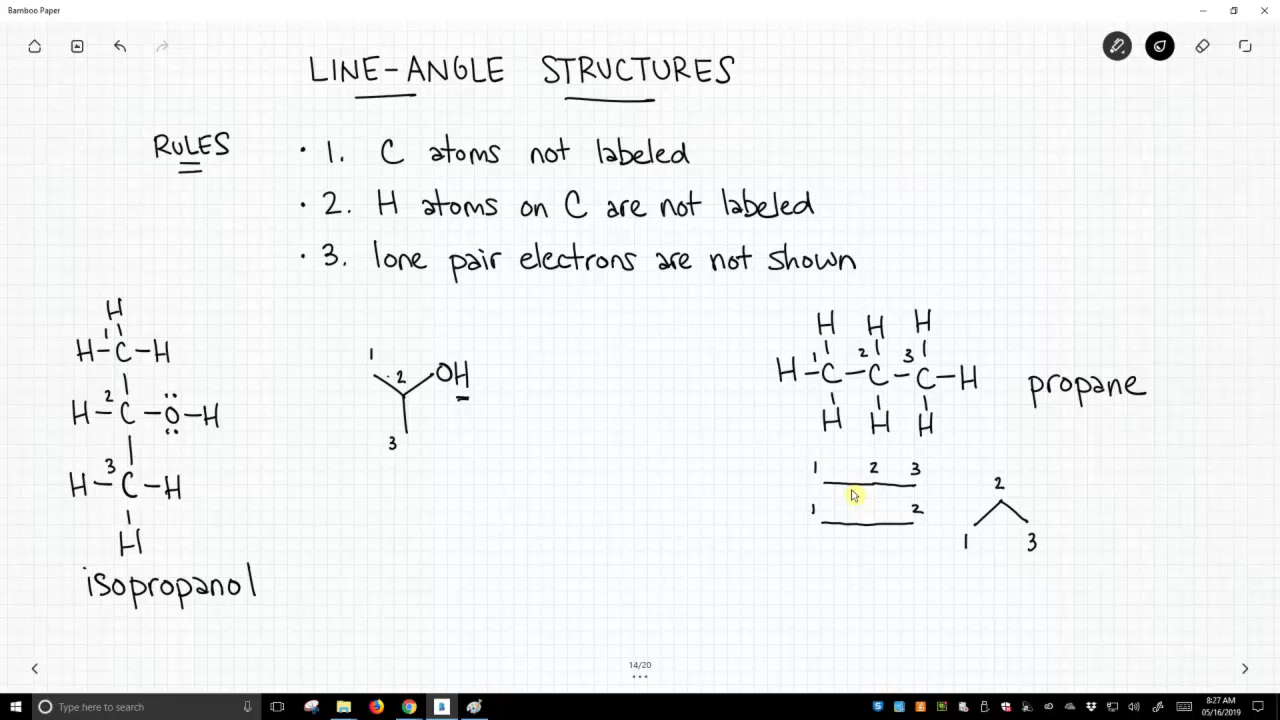 Bamboo Paper
LINE-ANGLE STRUCTURES
RULES
· 1. C atoms not labeled
· 2. H atoms on C are not labeled
· 3. lone pair electrons are not shown
H
1
H-C-H
2
H-C-O-H
3
H-C-H
H
isopropanol
1
2
OH
3
H H H
1 2 3
H-C-C-C-H
H H H
propane
1 2 3
1 2
2
1 3
14/20
Type here to search
8:27 AM
05/16/2019